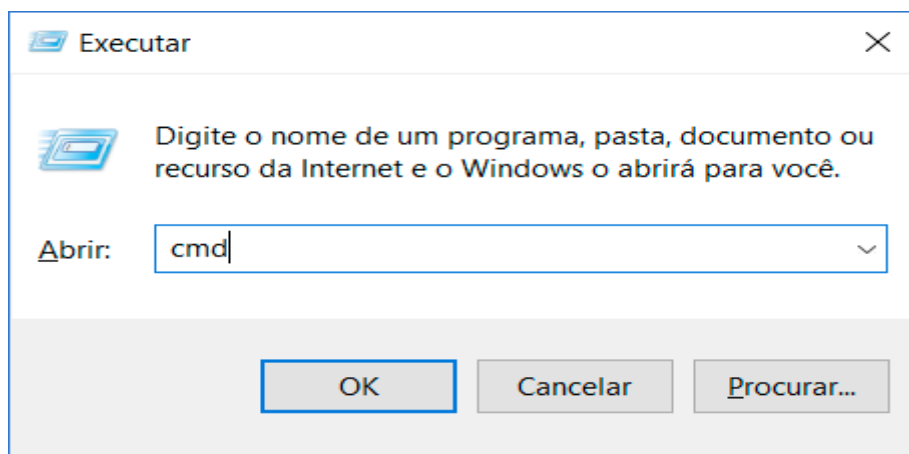 Executar
Digite o nome de um programa, pasta, documento ou
recurso da Internet e o Windows o abrirá para você.
Abrir: cmd
OK Cancelar Procurar...